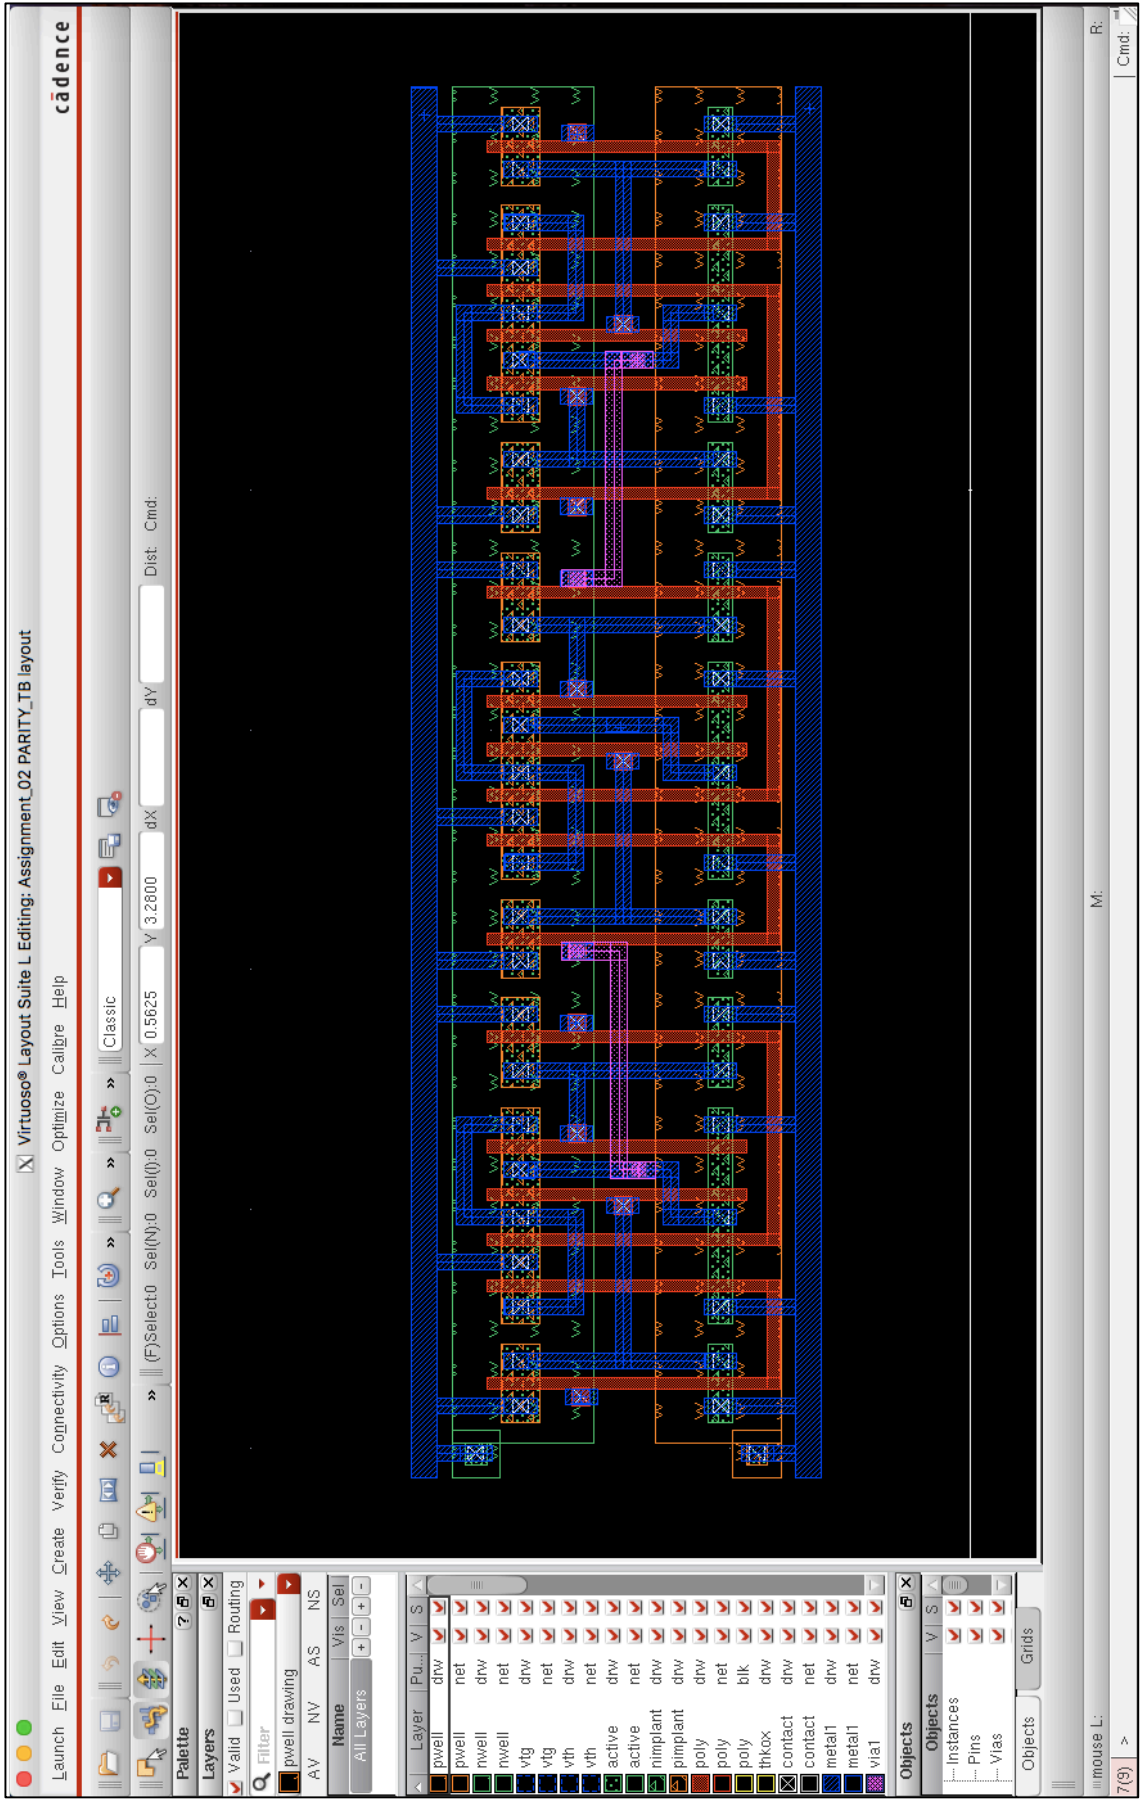 Virtuoso® Layout Suite L Editing: Assignment_02 PARITY_TB layout
Launch File Edit View Create Verify Connectivity Options Tools Window Optimize Calibre Help
cādence
R
»
»
»
Classic
» (F)Select:0 Sel(N):0 Sel(I):0 Sel(O):0 X 0.5625 Y 3.2800 dX dY Dist: Cmd:
Palette
Layers
Valid Used Routing
Filter
pwell drawing
AV NV AS NS
Name Vis Sel
All Layers
Layer Pu... V S
pwell drw
pwell net
nwell drw
nwell net
vtg drw
vtg net
vth drw
vth net
active drw
active net
nimplant drw
pimplant drw
poly drw
poly net
poly blk
thkox drw
contact drw
contact net
metal1 drw
metal1 net
via1 drw
Objects
Objects V S
Instances
Pins
Vias
Objects Grids
mouse L: M: R:
7(9) > Cmd: